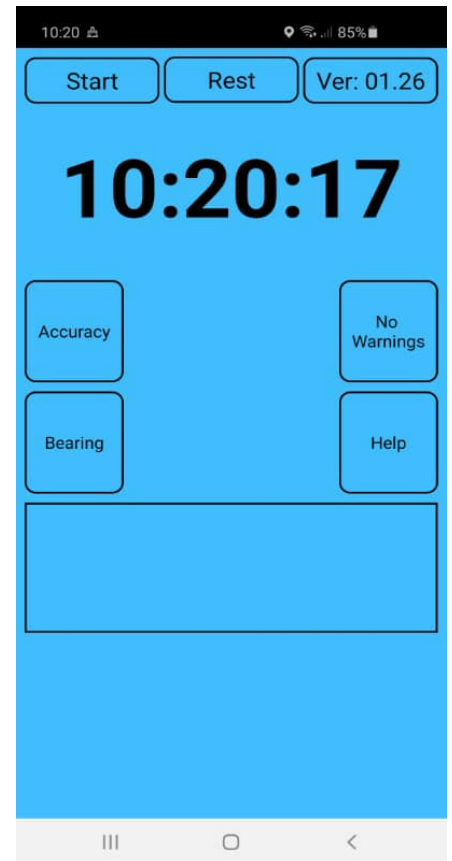 10:20 85%
Start Rest Ver: 01.26
10:20:17
Accuracy
No
Warnings
Bearing
Help